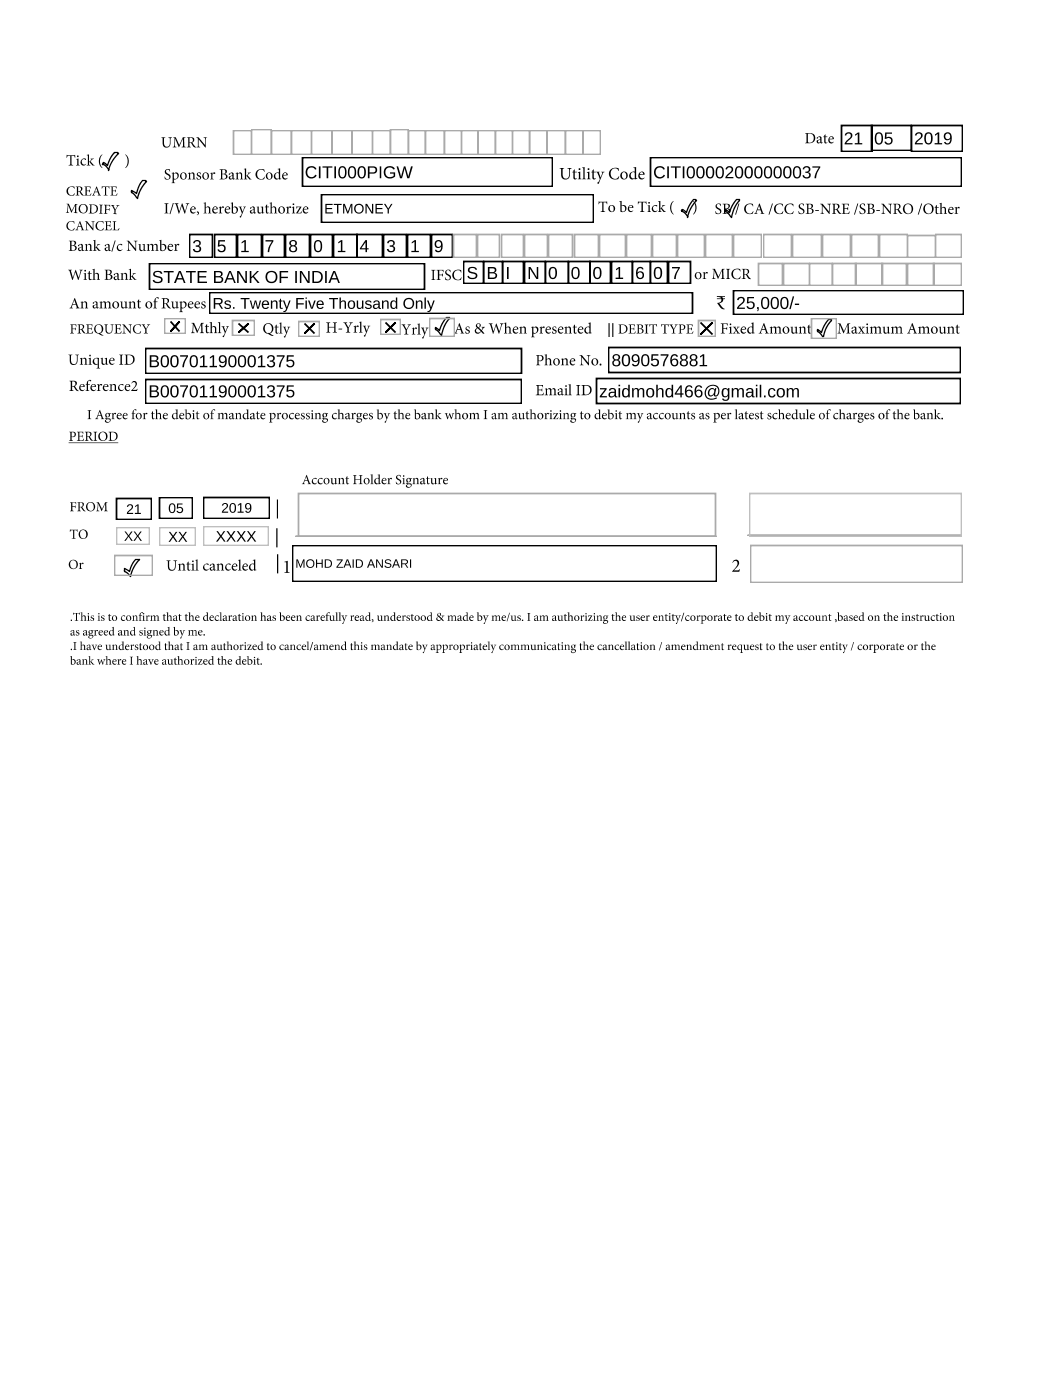 UMRN Date 21 05 2019
Tick (✓)
Sponsor Bank Code CITI000PIGW Utility Code CITI00002000000037
CREATE ✓
MODIFY I/We, hereby authorize ETMONEY To be Tick ( ✓) SB✓ CA /CC SB-NRE /SB-NRO /Other
CANCEL
Bank a/c Number 3 5 1 7 8 0 1 4 3 1 9
With Bank STATE BANK OF INDIA IFSC S B I N 0 0 0 1 6 0 7 or MICR
An amount of Rupees Rs. Twenty Five Thousand Only ₹ 25,000/-
FREQUENCY ✕ Mthly ✕ Qtly ✕ H-Yrly ✕ Yrly ✓ As & When presented || DEBIT TYPE ✕ Fixed Amount ✓ Maximum Amount
Unique ID B00701190001375 Phone No. 8090576881
Reference2 B00701190001375 Email ID zaidmohd466@gmail.com
I Agree for the debit of mandate processing charges by the bank whom I am authorizing to debit my accounts as per latest schedule of charges of the bank.
PERIOD
Account Holder Signature
FROM 21 05 2019 |
TO XX XX XXXX |
Or ✓ Until canceled | 1 MOHD ZAID ANSARI 2
.This is to confirm that the declaration has been carefully read, understood & made by me/us. I am authorizing the user entity/corporate to debit my account ,based on the instruction
as agreed and signed by me.
.I have understood that I am authorized to cancel/amend this mandate by appropriately communicating the cancellation / amendment request to the user entity / corporate or the
bank where I have authorized the debit.